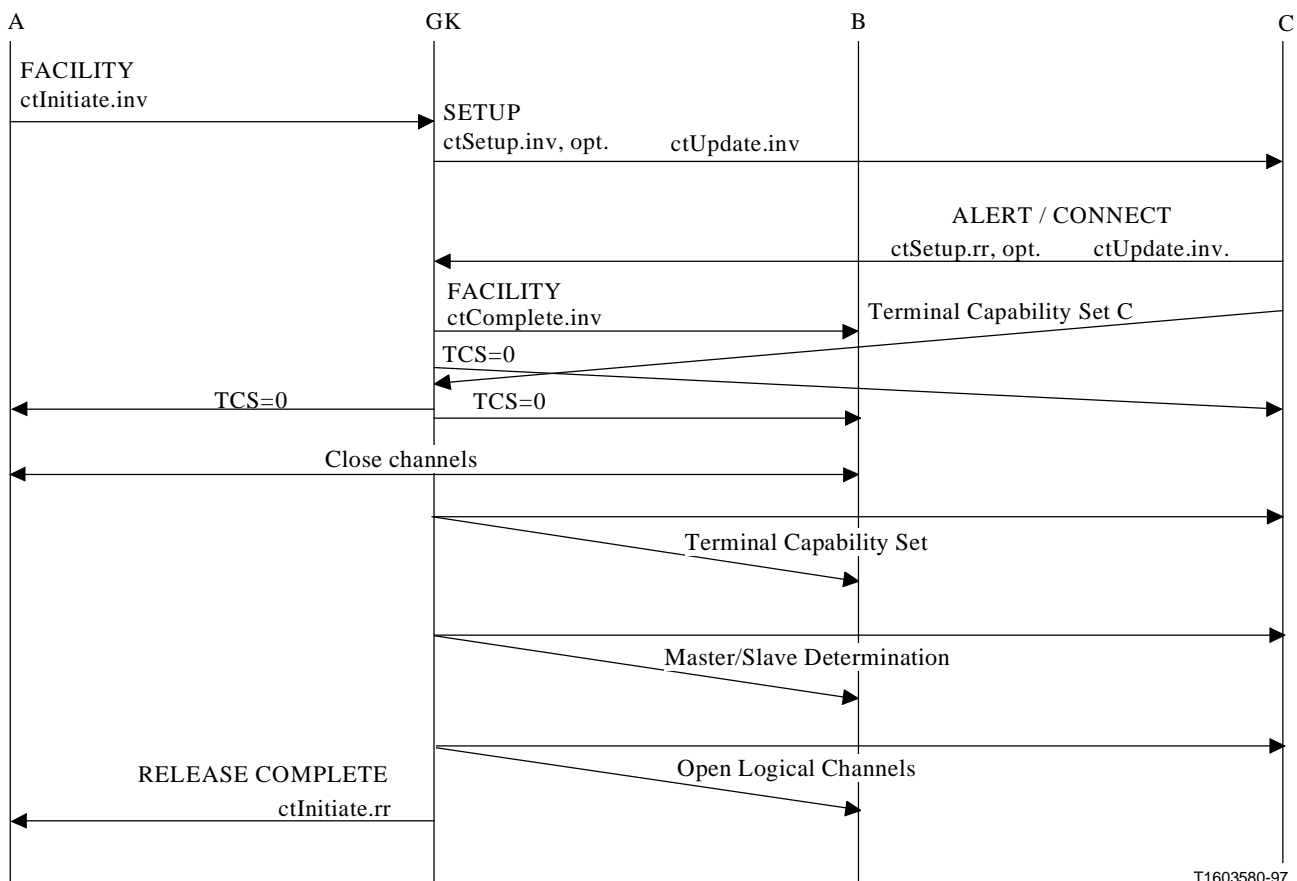 A GK B C
FACILITY
ctInitiate.inv
SETUP
ctSetup.inv, opt. ctUpdate.inv
ALERT / CONNECT
ctSetup.rr, opt. ctUpdate.inv.
FACILITY
ctComplete.inv
Terminal Capability Set C
TCS=0
TCS=0 TCS=0
Close channels
Terminal Capability Set
Master/Slave Determination
Open Logical Channels
RELEASE COMPLETE
ctInitiate.rr
T1603580-97